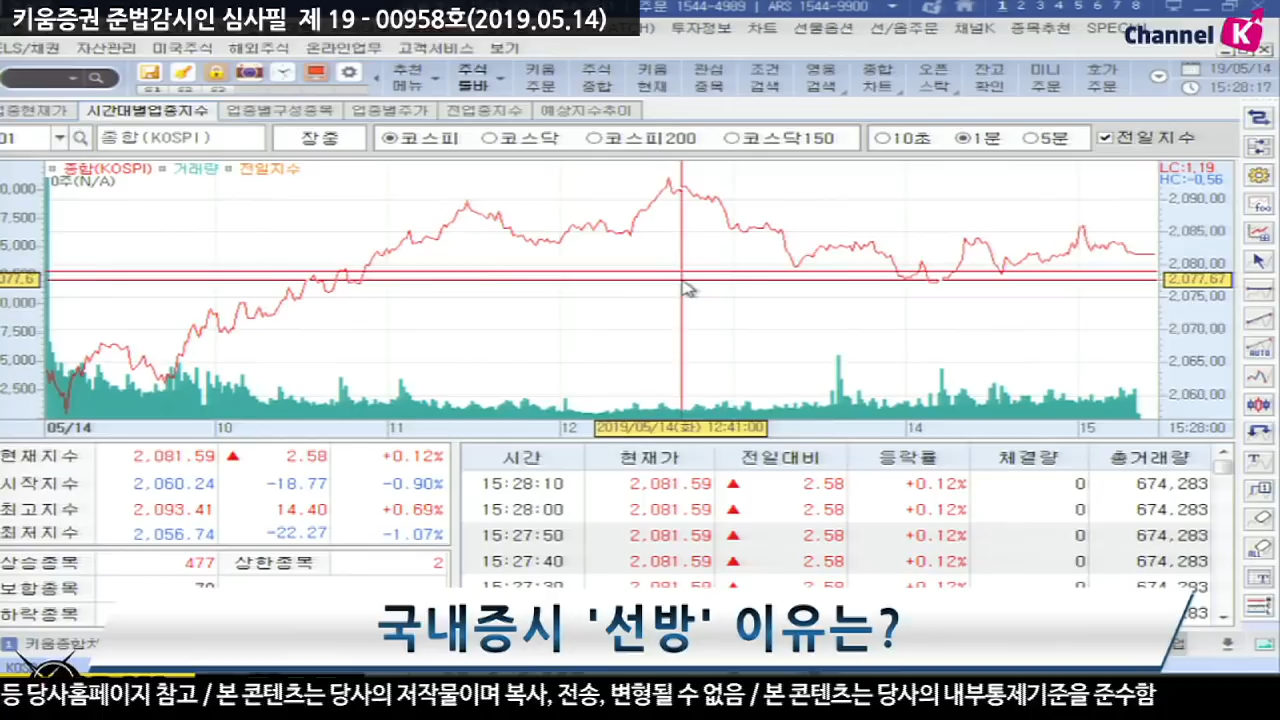 키움증권 준법감시인 심사필 제 19 - 00958호(2019.05.14)
1544-4989 | ARS 1544-9900
1 2 3 4 5 6 7 8
Channel K
투자정보 차트 선물옵션 선/옵주문 채널K 종목추천
ELS/채권 자산관리 미국주식 해외주식 온라인업무 고객서비스 보기
추천 메뉴 주식 툴바 키움 주문 주식 종합 키움 현재 관심 종목 조건 검색 영웅 검색 종합 차트 오픈 스탁 잔고 확인 미니 주문 호가 주문
19/05/14
15:28:17
업종현재가 시간대별업종지수 업종별구성종목 업종별주가 전업종지수 예상지수추이
01 종합(KOSPI) 장중 코스피 코스닥 코스피200 코스닥150 10초 1분 5분 전일지수
종합(KOSPI) 거래량 전일지수
0주(N/A)
LC:1.19
HC:-0.56
2,090.00
2,085.00
2,080.00
2,077.67
2,075.00
2,070.00
2,065.00
2,060.00
05/14 10 11 12 2019/05/14(화) 12:41:00 14 15 15:28:00
현재지수 2,081.59 ▲ 2.58 +0.12%
시작지수 2,060.24 -18.77 -0.90%
최고지수 2,093.41 14.40 +0.69%
최저지수 2,056.74 -22.27 -1.07%
상승종목 477 상한종목 2
보합종목
하락종목
시간 현재가 전일대비 등락률 체결량 총거래량
15:28:10 2,081.59 ▲ 2.58 +0.12% 0 674,283
15:28:00 2,081.59 ▲ 2.58 +0.12% 0 674,283
15:27:50 2,081.59 ▲ 2.58 +0.12% 0 674,283
15:27:40 2,081.59 ▲ 2.58 +0.12% 0 674,283
15:27:30 2,081.59 ▲ 2.58 +0.12% 0 674,283
국내증시 '선방' 이유는?
1 키움종합차
등 당사홈페이지 참고 / 본 콘텐츠는 당사의 저작물이며 복사, 전송, 변형될 수 없음 / 본 콘텐츠는 당사의 내부통제기준을 준수함